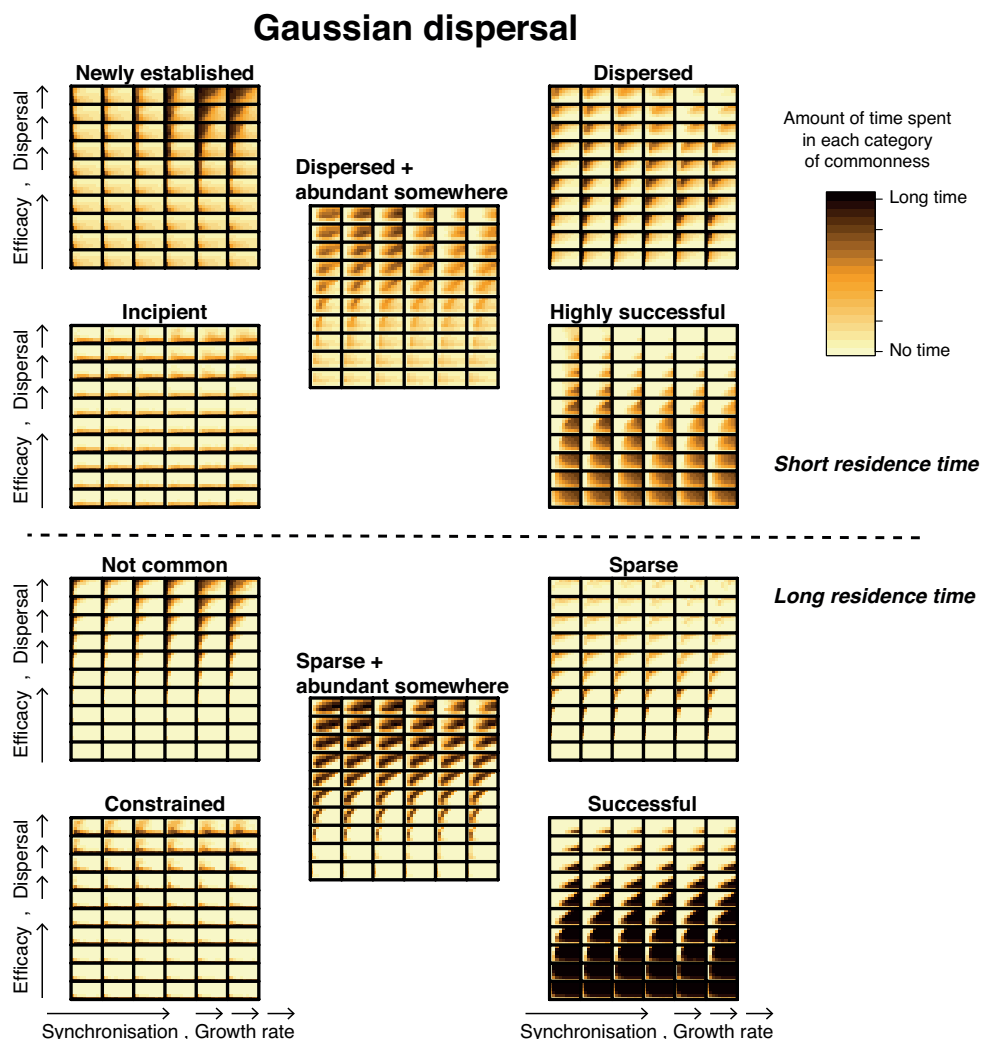 Gaussian dispersal
Newly established
Dispersed
Efficacy , Dispersal
Amount of time spent
in each category
of commonness
Long time
No time
Dispersed +
abundant somewhere
Incipient
Highly successful
Efficacy , Dispersal
Short residence time
Not common
Sparse
Efficacy , Dispersal
Long residence time
Sparse +
abundant somewhere
Constrained
Successful
Efficacy , Dispersal
Synchronisation , Growth rate
Synchronisation , Growth rate